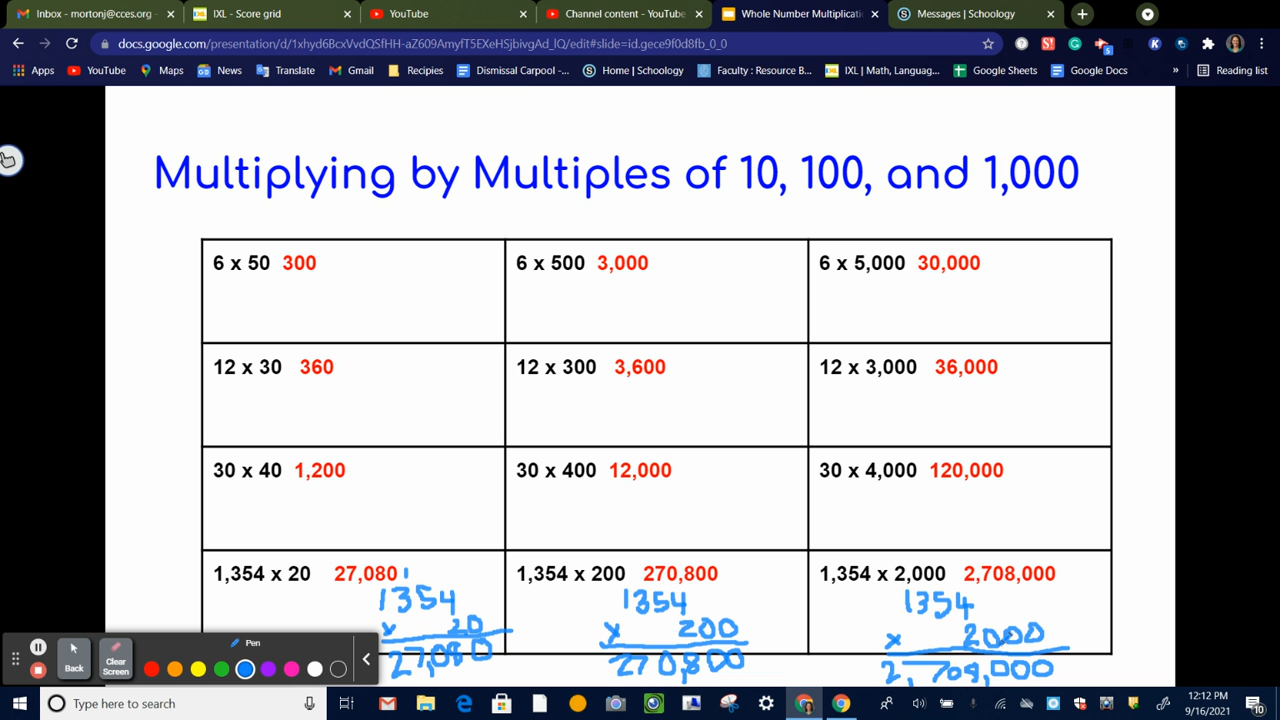 Inbox - mortonj@cces.org - IXL - Score grid YouTube Channel content - YouTube Whole Number Multiplicati Messages | Schoology
docs.google.com/presentation/d/1xhyd6BcxVvdQSfHH-aZ609AmyfT5EXeHSjbivgAd_lQ/edit#slide=id.gece9f0d8fb_0_0
Apps YouTube Maps News Translate Gmail Recipies Dismissal Carpool -... Home | Schoology Faculty : Resource B... IXL | Math, Languag... Google Sheets Google Docs » Reading list
Multiplying by Multiples of 10, 100, and 1,000
6 x 50 300 6 x 500 3,000 6 x 5,000 30,000
12 x 30 360 12 x 300 3,600 12 x 3,000 36,000
30 x 40 1,200 30 x 400 12,000 30 x 4,000 120,000
1,354 x 20 27,080 1,354 x 200 270,800 1,354 x 2,000 2,708,000
1
1354 1354 1354
x 20 x 200 x 2000
27,080 270,800 2,708,000
Pen
Back Clear Screen
Type here to search
12:12 PM
9/16/2021
10